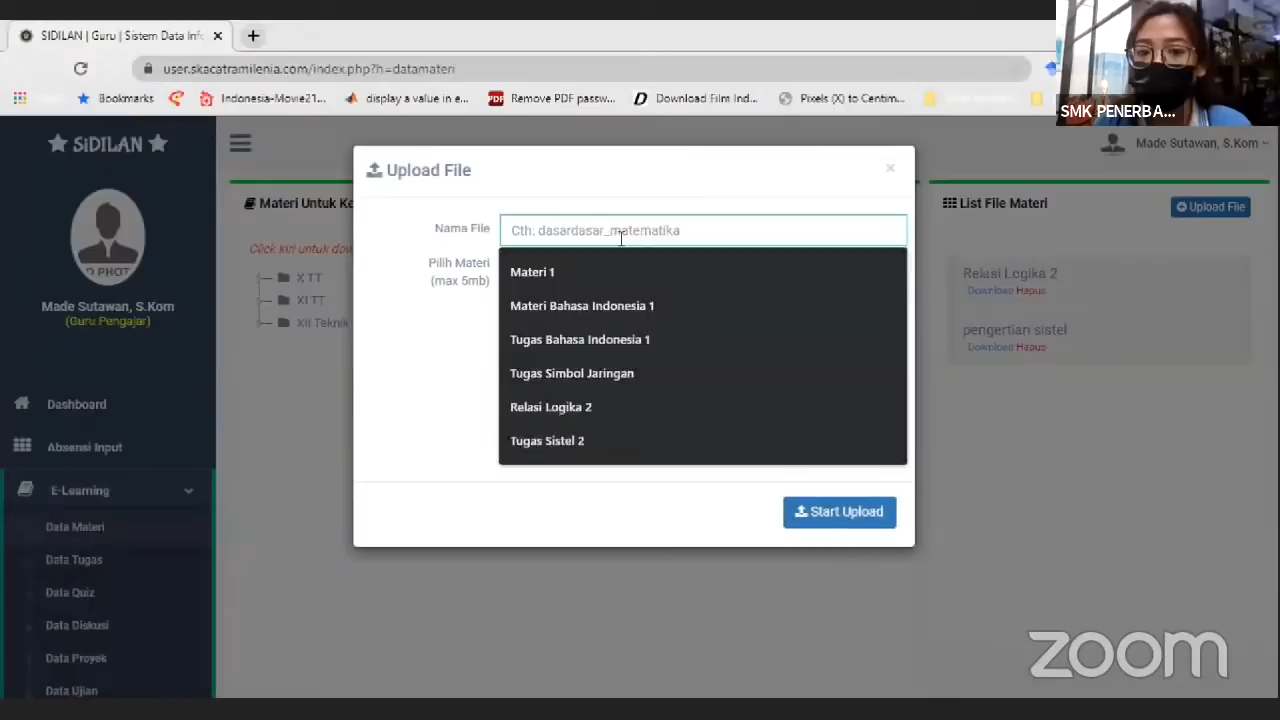 SIDILAN | Guru | Sistem Data Info
user.skacatramilenia.com/index.php?h=datamateri
Bookmarks
Indonesia-Movie21...
display a value in e...
PDF
Remove PDF passw...
D
Download Film Ind...
Pixels (X) to Centim...
SMK PENERBA...
SiDILAN
Made Sutawan, S.Kom
Upload File
×
Materi Untuk Ke
List File Materi
Upload File
Nama File
Cth: dasardasar_matematika
Click kiri untuk dow
Pilih Materi
(max 5mb)
Materi 1
Materi Bahasa Indonesia 1
Tugas Bahasa Indonesia 1
Tugas Simbol Jaringan
Relasi Logika 2
Tugas Sistel 2
X TT
XI TT
XII Teknik
Relasi Logika 2
Download Hapus
pengertian sistel
Download Hapus
D PHOT
Made Sutawan, S.Kom
(Guru Pengajar)
Dashboard
Absensi Input
E-Learning
Data Materi
Data Tugas
Data Quiz
Data Diskusi
Data Proyek
Data Ujian
Start Upload
zoom